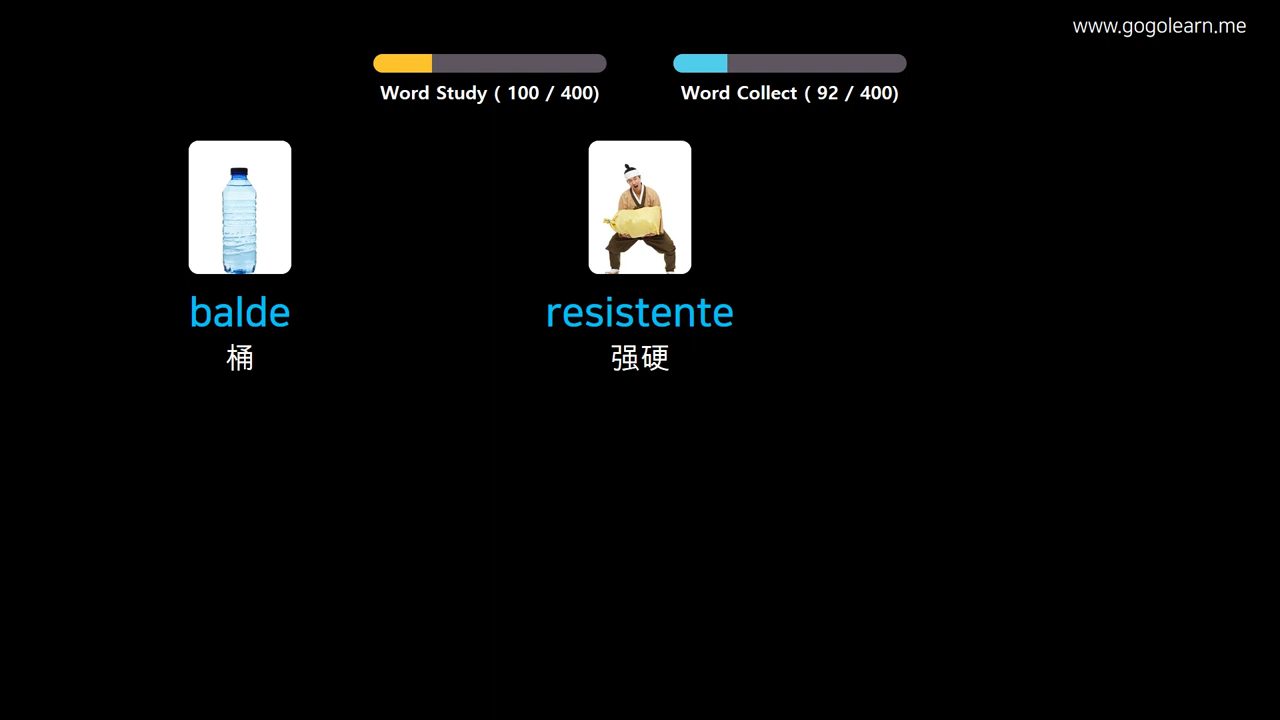 www.gogolearn.me
Word Study ( 100 / 400)
Word Collect ( 92 / 400)
balde
桶
resistente
强硬